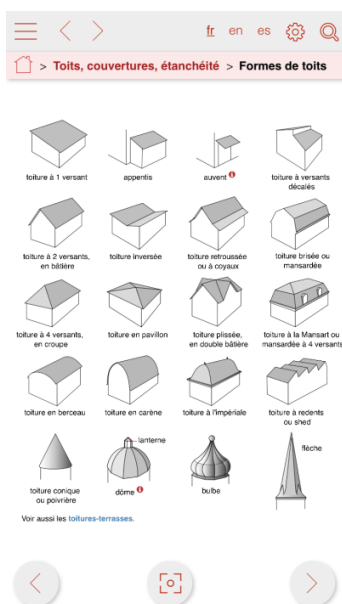 fr en es
> Toits, couvertures, étanchéité > Formes de toits
toiture à 1 versant
appentis
auvent
toiture à versants
décalés
toiture à 2 versants,
en bâtière
toiture inversée
toiture retroussée
ou à coyaux
toiture brisée ou
mansardée
toiture à 4 versants,
en croupe
toiture en pavillon
toiture plissée,
en double bâtière
toiture à la Mansart ou
mansardée à 4 versants
toiture en berceau
toiture en carène
toiture à l'impériale
toiture à redents
ou shed
lanterne
flèche
toiture conique
ou poivrière
dôme
bulbe
Voir aussi les toitures-terrasses.